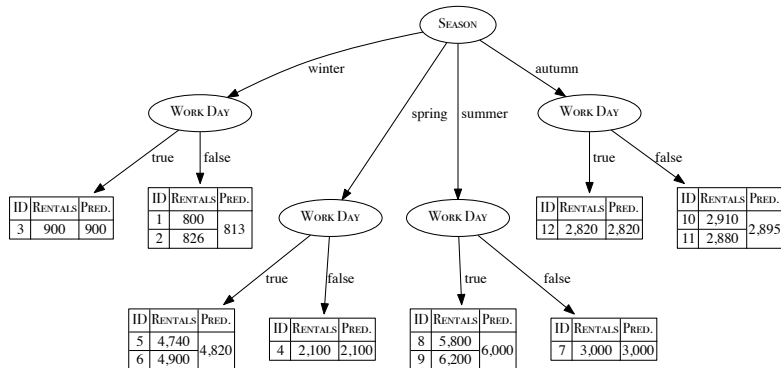 SEASON
winter
spring
summer
autumn
WORK DAY
WORK DAY
true
false
true
false
ID RENTALS PRED.
3 900 900
ID RENTALS PRED.
1 800 813
2 826
WORK DAY
WORK DAY
ID RENTALS PRED.
12 2,820 2,820
ID RENTALS PRED.
10 2,910 2,895
11 2,880
true
false
true
false
ID RENTALS PRED.
5 4,740 4,820
6 4,900
ID RENTALS PRED.
4 2,100 2,100
ID RENTALS PRED.
8 5,800 6,000
9 6,200
ID RENTALS PRED.
7 3,000 3,000